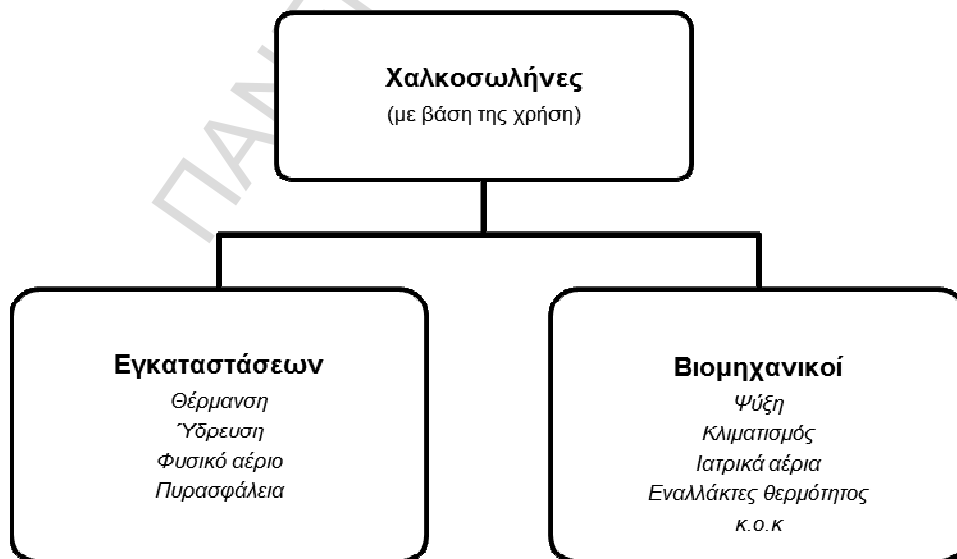 Χαλκοσωλήνες
(με βάση της χρήση)
Εγκαταστάσεων
Θέρμανση
Ύδρευση
Φυσικό αέριο
Πυρασφάλεια
Βιομηχανικοί
Ψύξη
Κλιματισμός
Ιατρικά αέρια
Εναλλάκτες θερμότητος
κ.ο.κ